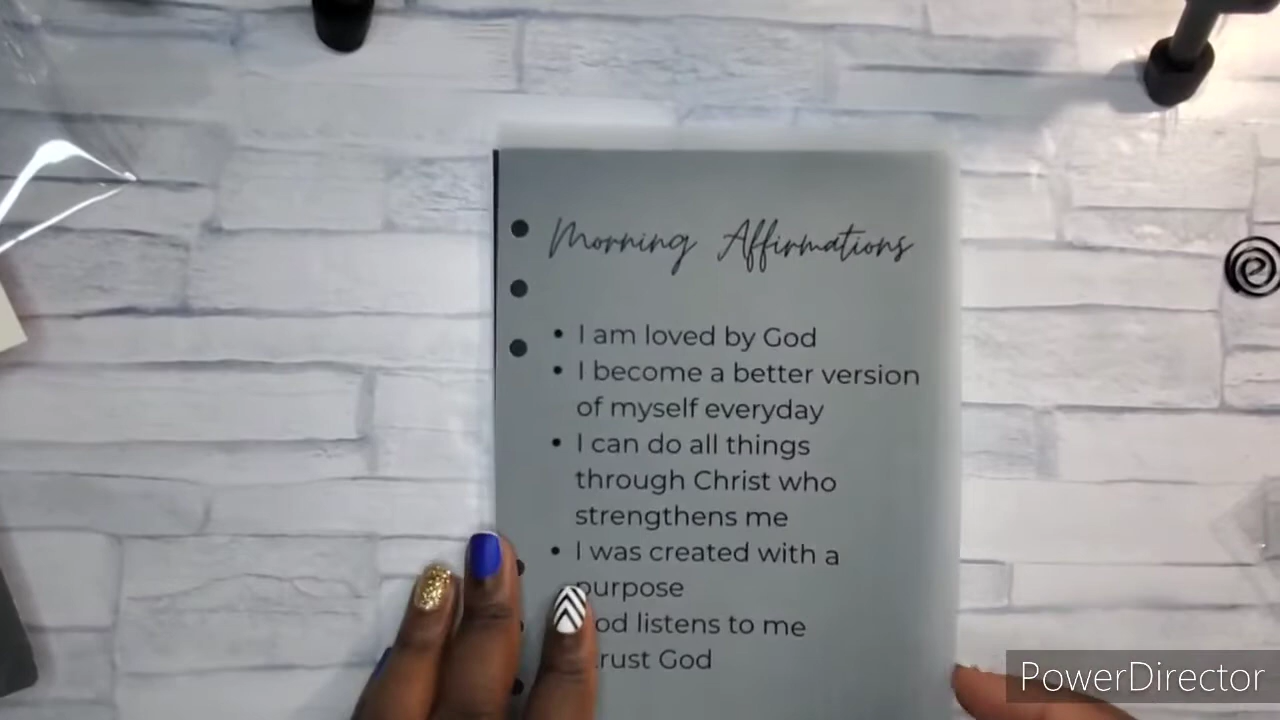 Morning Affirmations
• I am loved by God
• I become a better version
of myself everyday
• I can do all things
through Christ who
strengthens me
• I was created with a
purpose
listens to me
God
PowerDirector